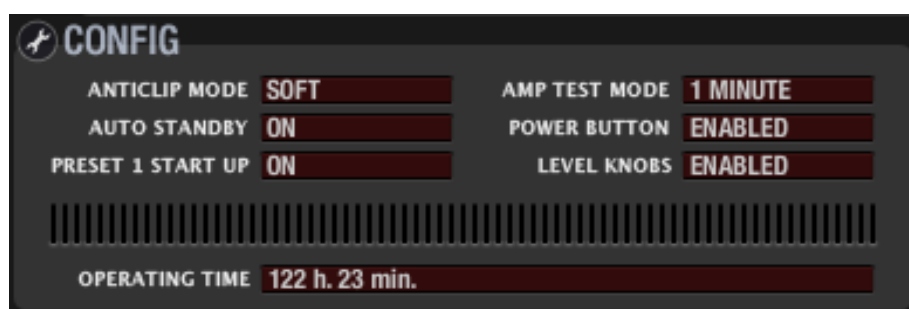 CONFIG
ANTICLIP MODE SOFT AMP TEST MODE 1 MINUTE
AUTO STANDBY ON POWER BUTTON ENABLED
PRESET 1 START UP ON LEVEL KNOBS ENABLED
OPERATING TIME 122 h. 23 min.